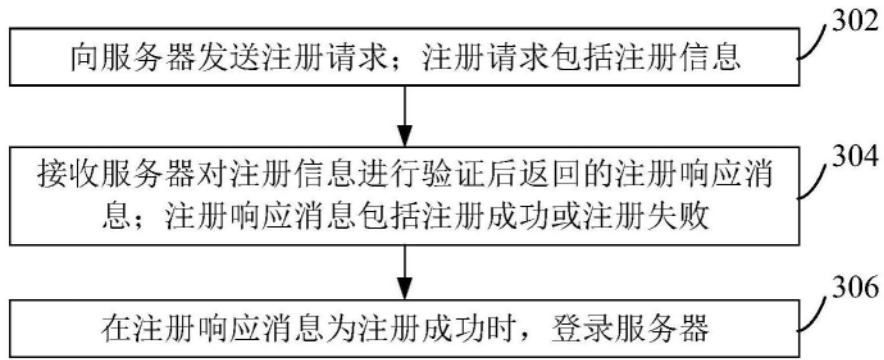 302
向服务器发送注册请求；注册请求包括注册信息
304
接收服务器对注册信息进行验证后返回的注册响应消
息；注册响应消息包括注册成功或注册失败
306
在注册响应消息为注册成功时，登录服务器